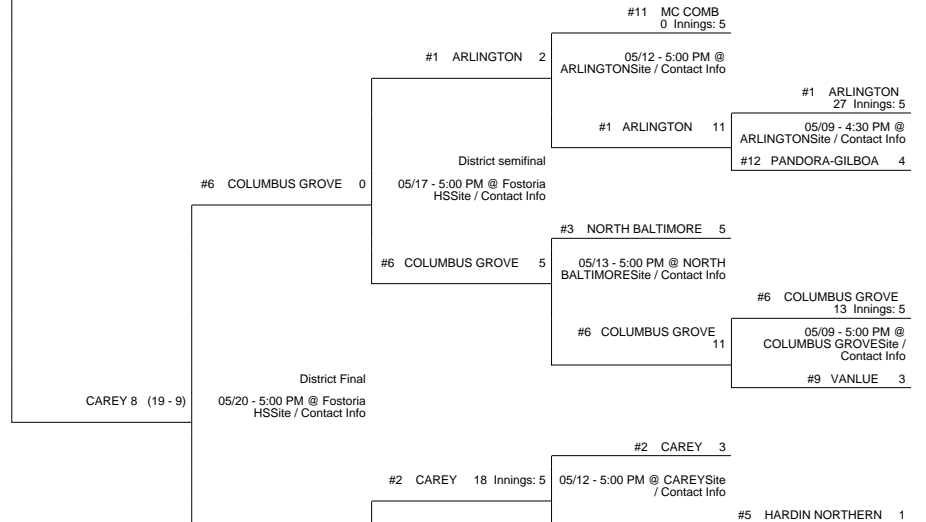 #11 MC COMB
0 Innings: 5
#1 ARLINGTON 2
05/12 - 5:00 PM @
ARLINGTONSite / Contact Info
#1 ARLINGTON
27 Innings: 5
#1 ARLINGTON 11
05/09 - 4:30 PM @
ARLINGTONSite / Contact Info
#12 PANDORA-GILBOA 4
District semifinal
#6 COLUMBUS GROVE 0
05/17 - 5:00 PM @ Fostoria
HSSite / Contact Info
#3 NORTH BALTIMORE 5
#6 COLUMBUS GROVE 5
05/13 - 5:00 PM @ NORTH
BALTIMORESite / Contact Info
#6 COLUMBUS GROVE
13 Innings: 5
#6 COLUMBUS GROVE
11
05/09 - 5:00 PM @
COLUMBUS GROVESite /
Contact Info
#9 VANLUE 3
District Final
CAREY 8 (19 - 9)
05/20 - 5:00 PM @ Fostoria
HSSite / Contact Info
#2 CAREY 3
#2 CAREY 18 Innings: 5
05/12 - 5:00 PM @ CAREYSite
/ Contact Info
#5 HARDIN NORTHERN 1